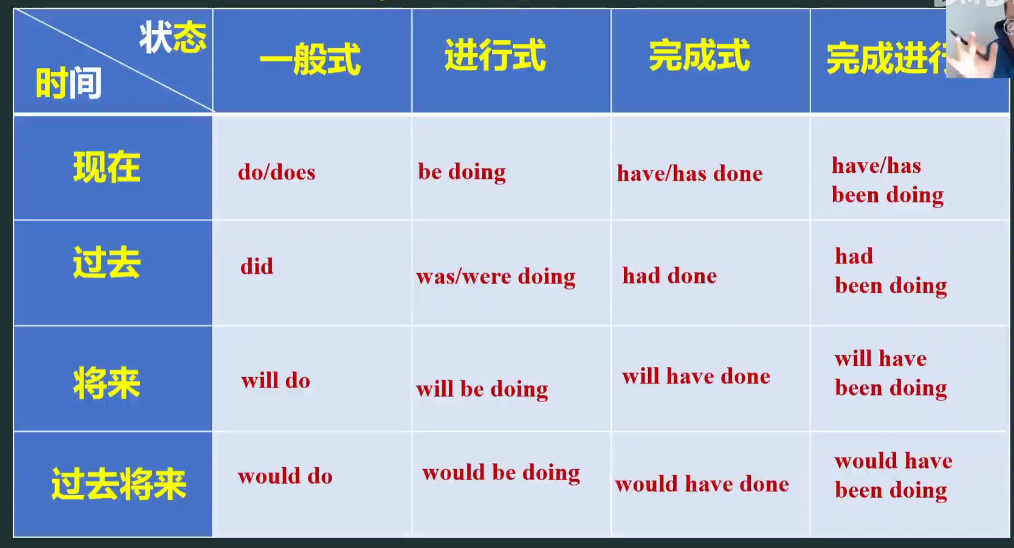 状态
时间
一般式
进行式
完成式
完成进行
现在
do/does
be doing
have/has done
have/has
been doing
过去
did
was/were doing
had done
had
been doing
将来
will do
will be doing
will have done
will have
been doing
过去将来
would do
would be doing
would have done
would have
been doing